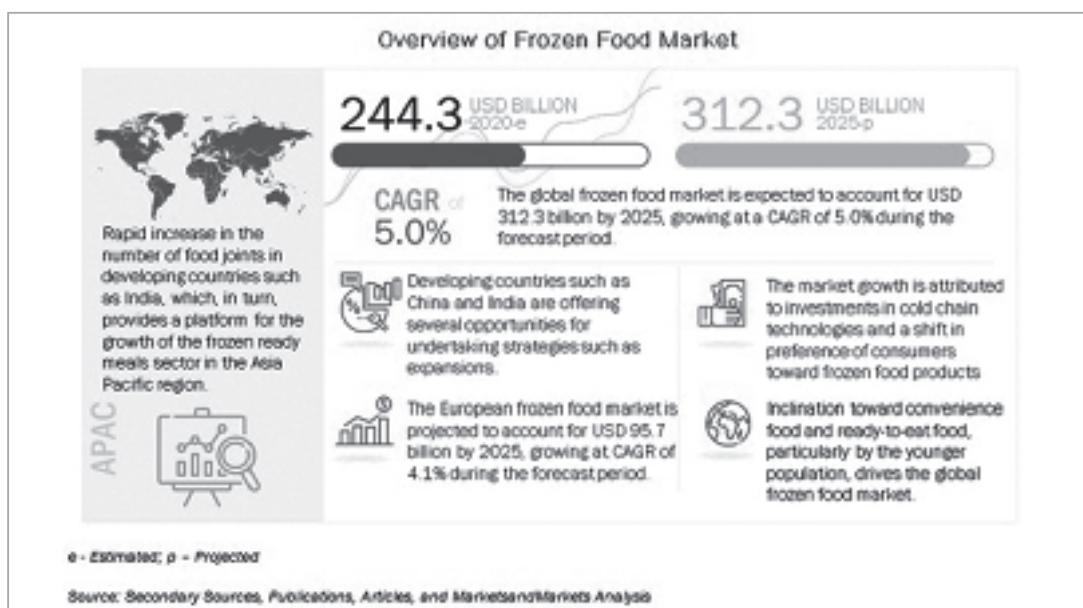 Overview of Frozen Food Market
244.3 USD BILLION
2020-e
312.3 USD BILLION
2025-p
CAGR of
5.0%
The global frozen food market is expected to account for USD
312.3 billion by 2025, growing at a CAGR of 5.0% during the
forecast period.
Rapid increase in the
number of food joints in
developing countries such
as India, which, in turn,
provides a platform for the
growth of the frozen ready
meals sector in the Asia
Pacific region.
APAC
Developing countries such as
China and India are offering
several opportunities for
undertaking strategies such as
expansions.
The market growth is attributed
to investments in cold chain
technologies and a shift in
preference of consumers
toward frozen food products
The European frozen food market is
projected to account for USD 95.7
billion by 2025, growing at CAGR of
4.1% during the forecast period.
Inclination toward convenience
food and ready-to-eat food,
particularly by the younger
population, drives the global
frozen food market.
e - Estimated; p – Projected
Source: Secondary Sources, Publications, Articles, and MarketsandMarkets Analysis